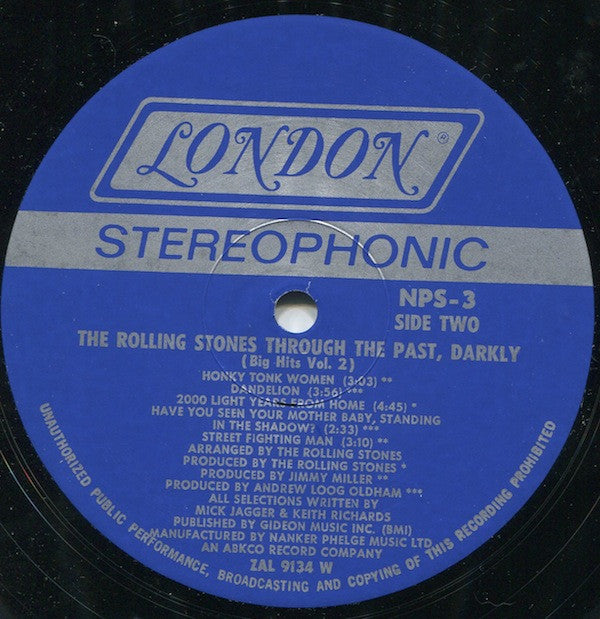 LONDON®
STEREOPHONIC
NPS-3
SIDE TWO
THE ROLLING STONES THROUGH THE PAST, DARKLY
(Big Hits Vol. 2)
HONKY TONK WOMEN (3:03) **
DANDELION (3:56) ***
2000 LIGHT YEARS FROM HOME (4:45) *
HAVE YOU SEEN YOUR MOTHER BABY, STANDING
IN THE SHADOW? (2:33) ***
STREET FIGHTING MAN (3:10) **
ARRANGED BY THE ROLLING STONES
PRODUCED BY THE ROLLING STONES *
PRODUCED BY JIMMY MILLER **
PRODUCED BY ANDREW LOOG OLDHAM ***
ALL SELECTIONS WRITTEN BY
MICK JAGGER & KEITH RICHARDS
PUBLISHED BY GIDEON MUSIC INC. (BMI)
MANUFACTURED BY NANKER PHELGE MUSIC LTD.
AN ABKCO RECORD COMPANY
ZAL 9134 W
UNAUTHORIZED PUBLIC PERFORMANCE, BROADCASTING AND COPYING OF THIS RECORDING PROHIBITED